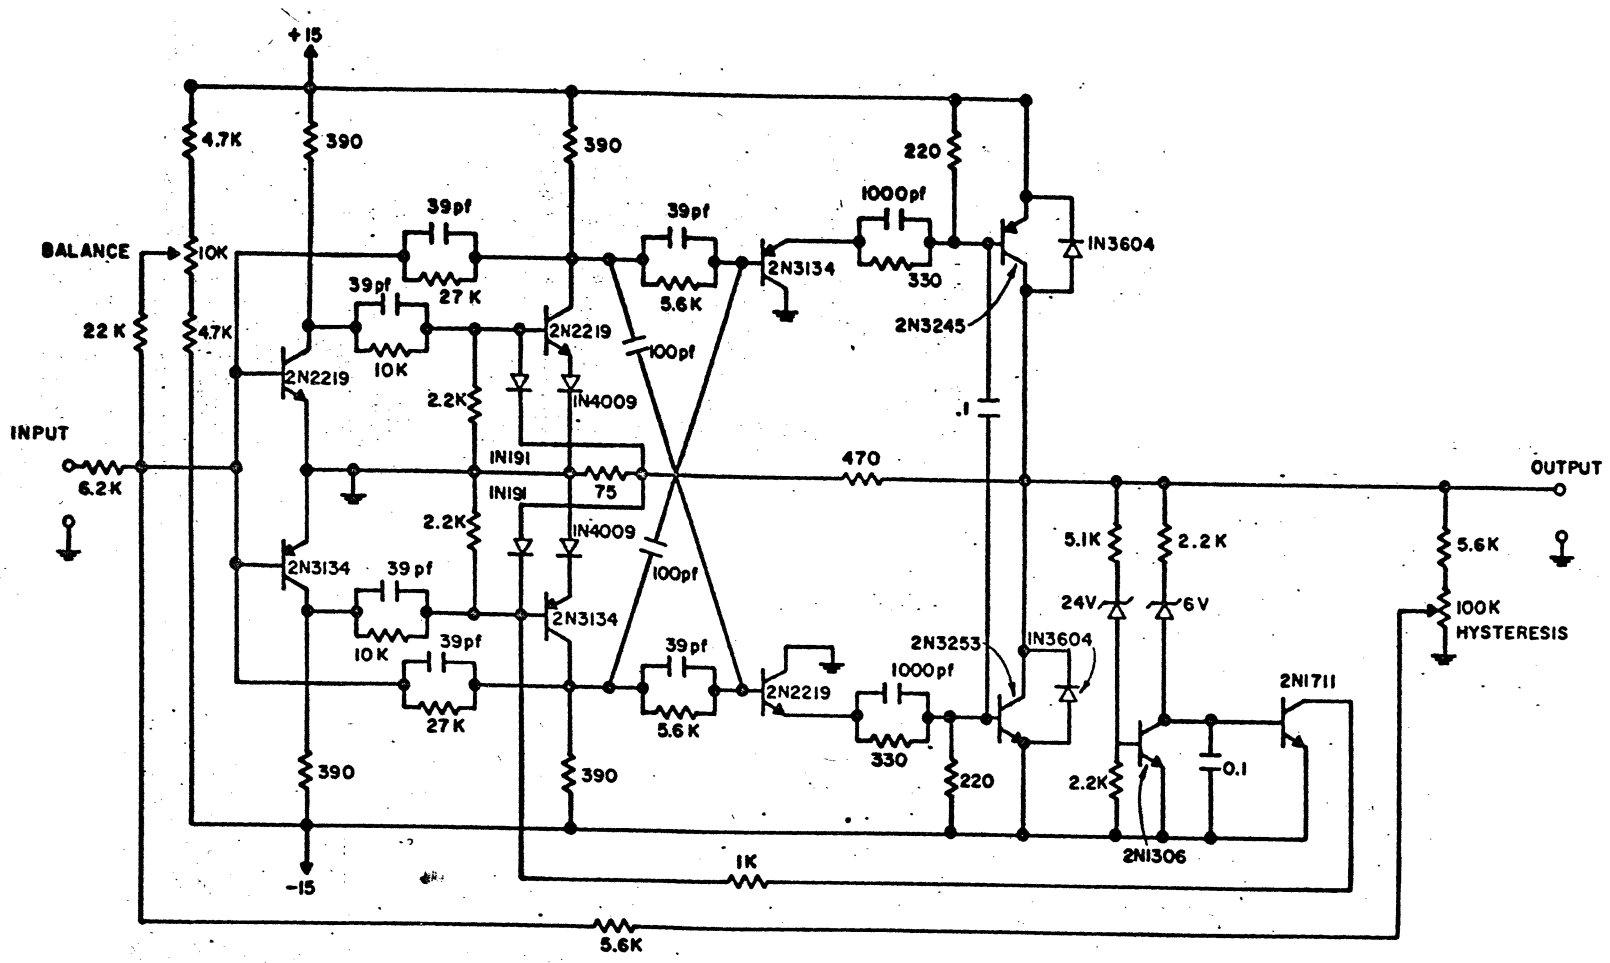 +15
4.7K
390
390
220
1000pf
39pf
39pf
BALANCE
10K
2N3134
1N3604
330
39pf
27K
5.6K
2N3245
22K
4.7K
2N2219
100pf
10K
2N2219
2.2K
1N4009
.1
INPUT
1N191
470
OUTPUT
6.2K
1N191
75
2.2K
1N4009
5.1K
2.2K
5.6K
2N3134
39pf
100pf
24V
6V
100K
HYSTERESIS
2N3134
10K
39pf
39pf
2N3253
1N3604
1000pf
2N2219
2N1711
27K
5.6K
330
390
390
220
2.2K
0.1
2N1306
1K
-15
5.6K